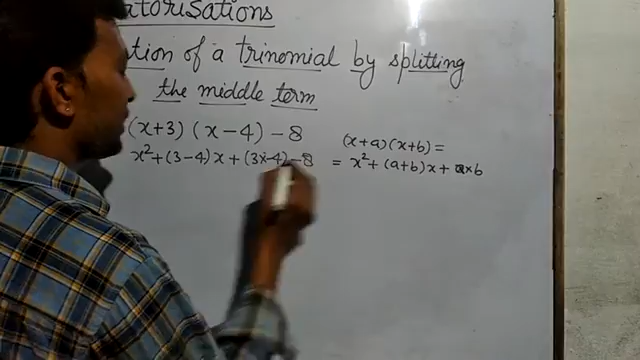 torisations
tion of a trinomial by splitting
the middle term
(x+3) (x-4) - 8
x²+(3-4)x+(3x-4)-8
(x+a)(x+b)=
= x²+(a+b)x+a×b